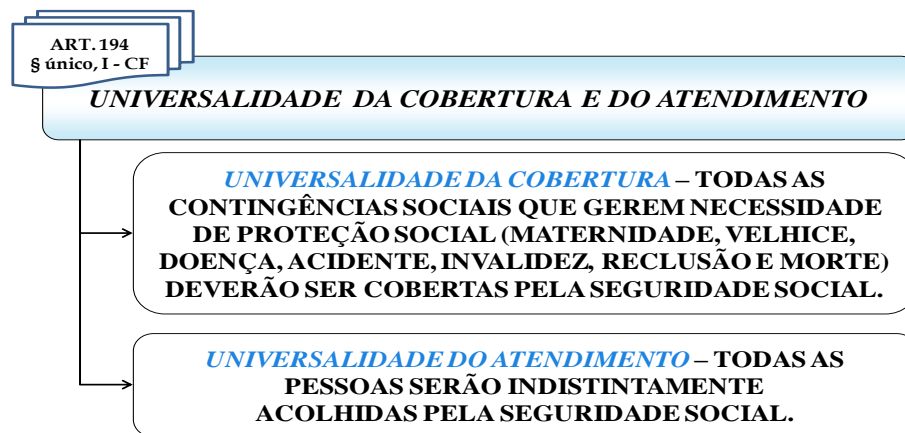 ART. 194
§ único, I - CF
UNIVERSALIDADE DA COBERTURA E DO ATENDIMENTO
UNIVERSALIDADE DA COBERTURA – TODAS AS
CONTINGÊNCIAS SOCIAIS QUE GEREM NECESSIDADE
DE PROTEÇÃO SOCIAL (MATERNIDADE, VELHICE,
DOENÇA, ACIDENTE, INVALIDEZ, RECLUSÃO E MORTE)
DEVERÃO SER COBERTAS PELA SEGURIDADE SOCIAL.
UNIVERSALIDADE DO ATENDIMENTO – TODAS AS
PESSOAS SERÃO INDISTINTAMENTE
ACOLHIDAS PELA SEGURIDADE SOCIAL.